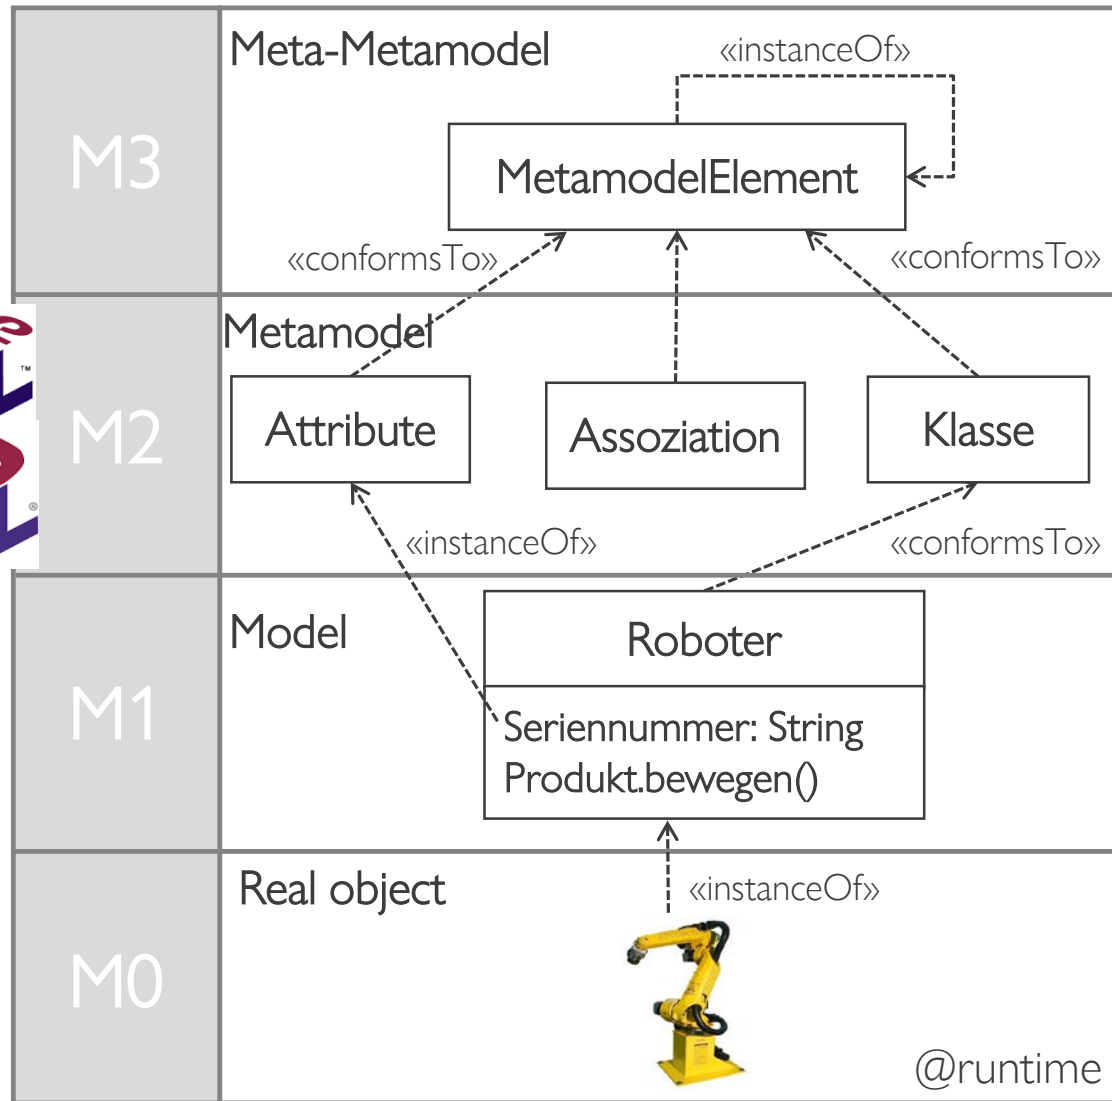 Meta-Metamodel
«instanceOf»
M3
MetamodelElement
«conformsTo»
«conformsTo»
Metamodel
TM
M2
Attribute
Assoziation
Klasse
®
«instanceOf»
«conformsTo»
Model
Roboter
M1
Seriennummer: String
Produkt.bewegen()
Real object
«instanceOf»
M0
@runtime